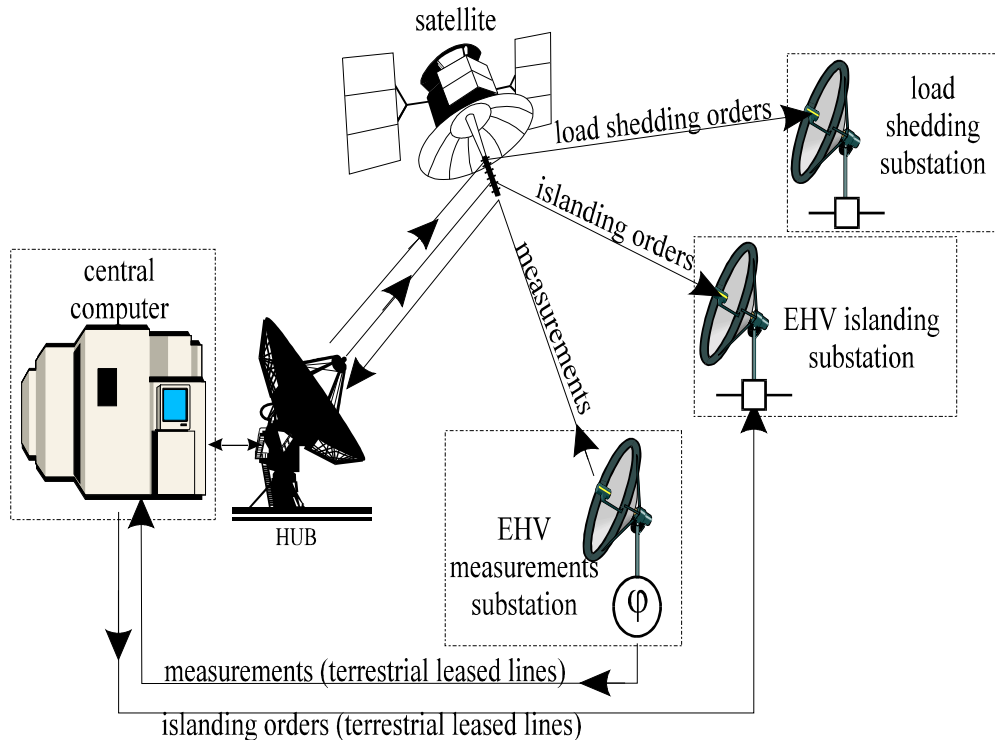 satellite
load shedding orders
load
shedding
substation
islanding orders
measurements
central
computer
EHV islanding
substation
HUB
EHV
measurements
substation
φ
measurements (terrestrial leased lines)
islanding orders (terrestrial leased lines)